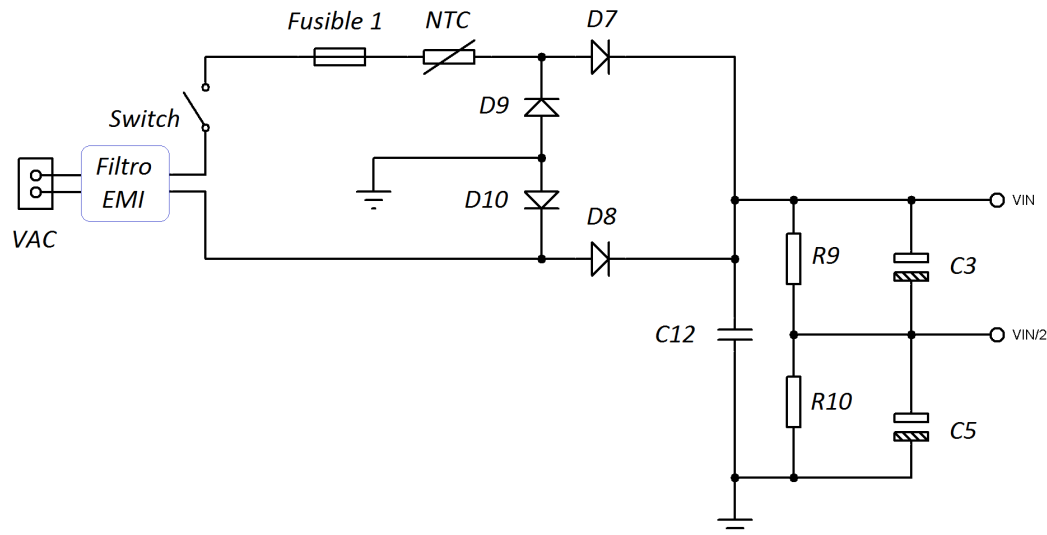 Fusible 1
NTC
D7
D9
Switch
Filtro
EMI
VAC
D10
D8
VIN
R9
C3
C12
VIN/2
R10
C5